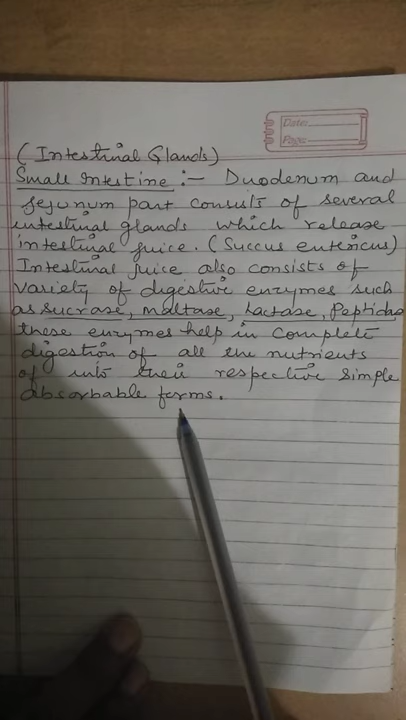 Date:
Page:
(Intestinal Glands)
Small Intestine :- Duodenum and
Jejunum part consists of several
intestinal glands which release
intestinal juice. (Succus entericus)
Intestinal juice also consists of
variety of digestive enzymes such
as sucrase, maltase, Lactase, Peptidas
these enzymes help in complete
digestion of all the nutrients
of into their respective simple
absorbable forms.